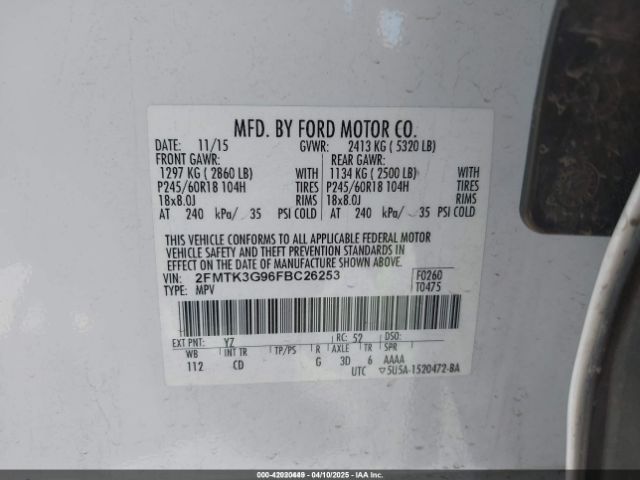 MFD. BY FORD MOTOR CO.
DATE: 11/15 GVWR: 2413 KG ( 5320 LB)
FRONT GAWR: REAR GAWR:
1297 KG ( 2860 LB) WITH 1134 KG ( 2500 LB) WITH
P245/60R18 104H TIRES P245/60R18 104H TIRES
18x8.0J RIMS 18x8.0J RIMS
AT 240 kPa/ 35 PSI COLD AT 240 kPa/ 35 PSI COLD
THIS VEHICLE CONFORMS TO ALL APPLICABLE FEDERAL MOTOR
VEHICLE SAFETY AND THEFT PREVENTION STANDARDS IN
EFFECT ON THE DATE OF MANUFACTURE SHOWN ABOVE.
VIN: 2FMTK3G96FBC26253 F0260
TYPE: MPV T0475
EXT PNT: YZ RC: 52 DSO:
WB INT TR TP/PS R AXLE TR SPR
112 CD G 3D 6 AAAA
UTC ▽5U5A-1520472-BA
000-42020449 - 04/10/2025 - IAA Inc.